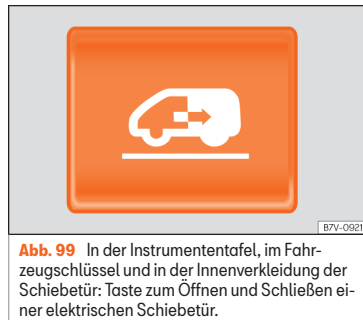 B7V-0921
Abb. 99 In der Instrumententafel, im Fahr-
zeugschlüssel und in der Innenverkleidung der
Schiebetür: Taste zum Öffnen und Schließen ei-
ner elektrischen Schiebetür.